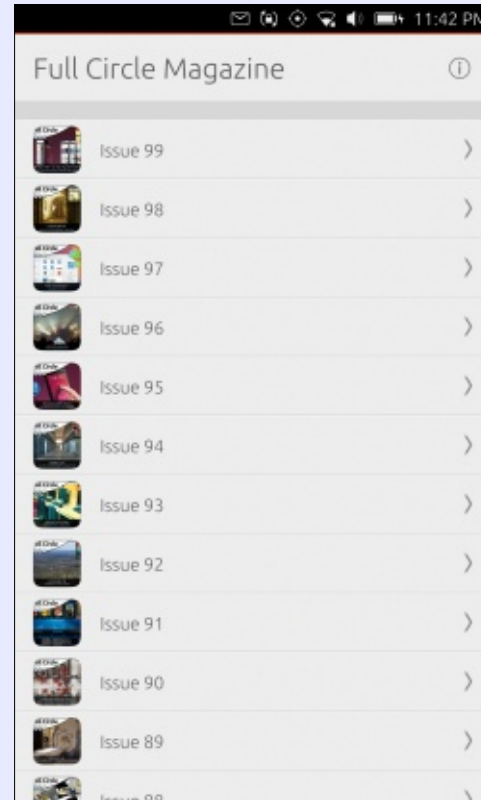 11:42 PM
Full Circle Magazine
Issue 99
Issue 98
Issue 97
Issue 96
Issue 95
Issue 94
Issue 93
Issue 92
Issue 91
Issue 90
Issue 89